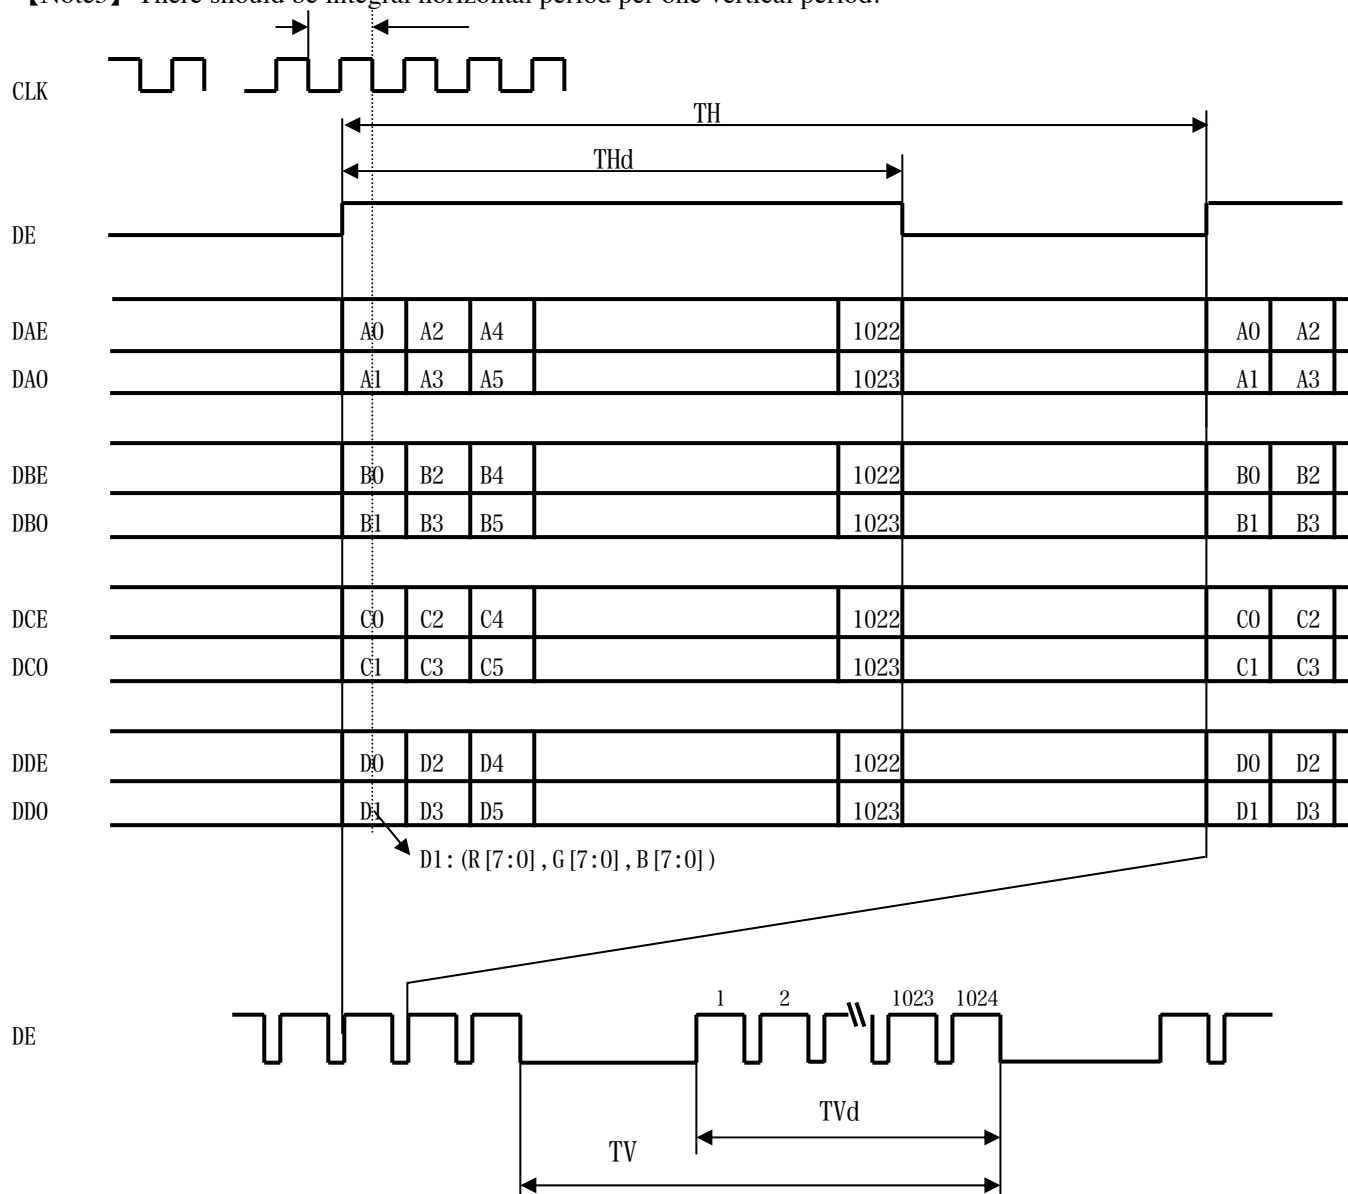 【Note3】There should be integral horizontal period per one vertical period.
CLK
TH
THd
DE
DAE A0 A2 A4 1022 A0 A2
DAO A1 A3 A5 1023 A1 A3
DBE B0 B2 B4 1022 B0 B2
DBO B1 B3 B5 1023 B1 B3
DCE C0 C2 C4 1022 C0 C2
DCO C1 C3 C5 1023 C1 C3
DDE D0 D2 D4 1022 D0 D2
DDO D1 D3 D5 1023 D1 D3
D1:(R[7:0],G[7:0],B[7:0])
1 2 1023 1024
DE
TVd
TV